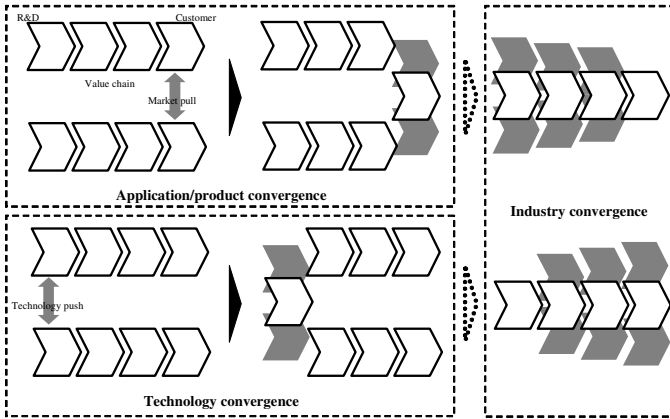 R&D
Customer
Value chain
Market pull
Application/product convergence
Industry convergence
Technology push
Technology convergence